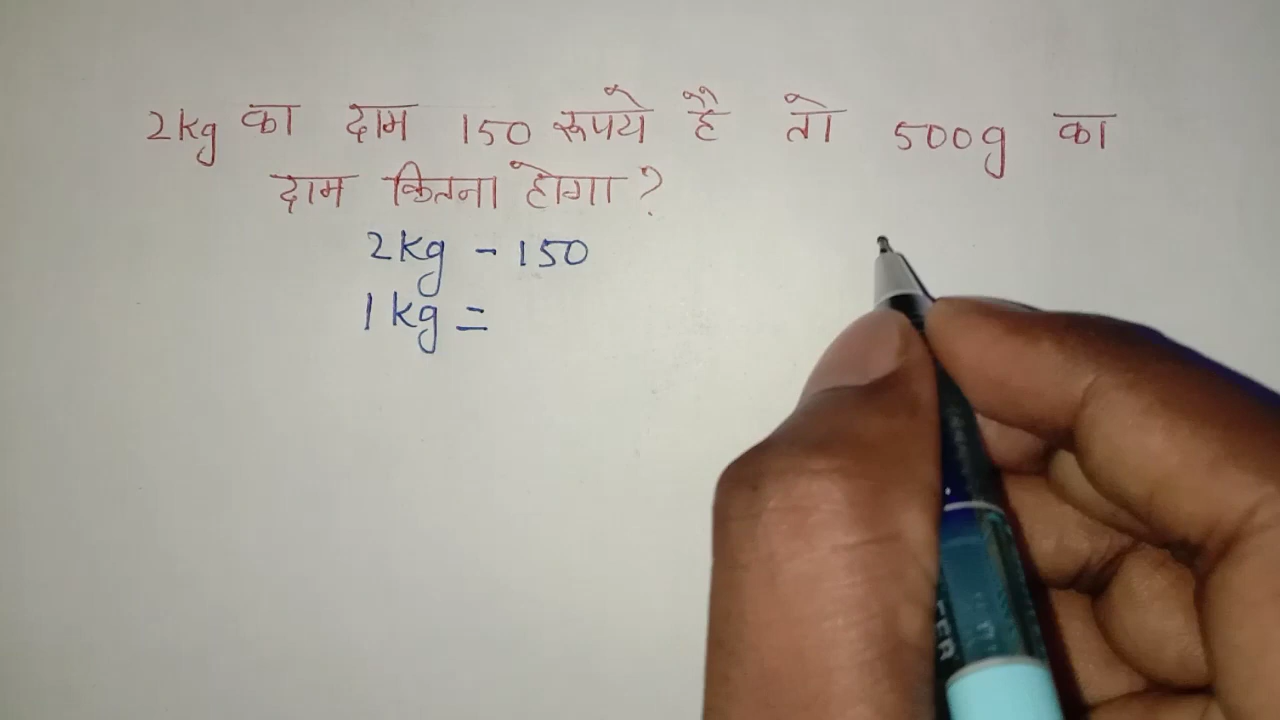 2kg का दाम 150 रूपये है तो 500g का
दाम कितना होगा?
2kg - 150
1kg =